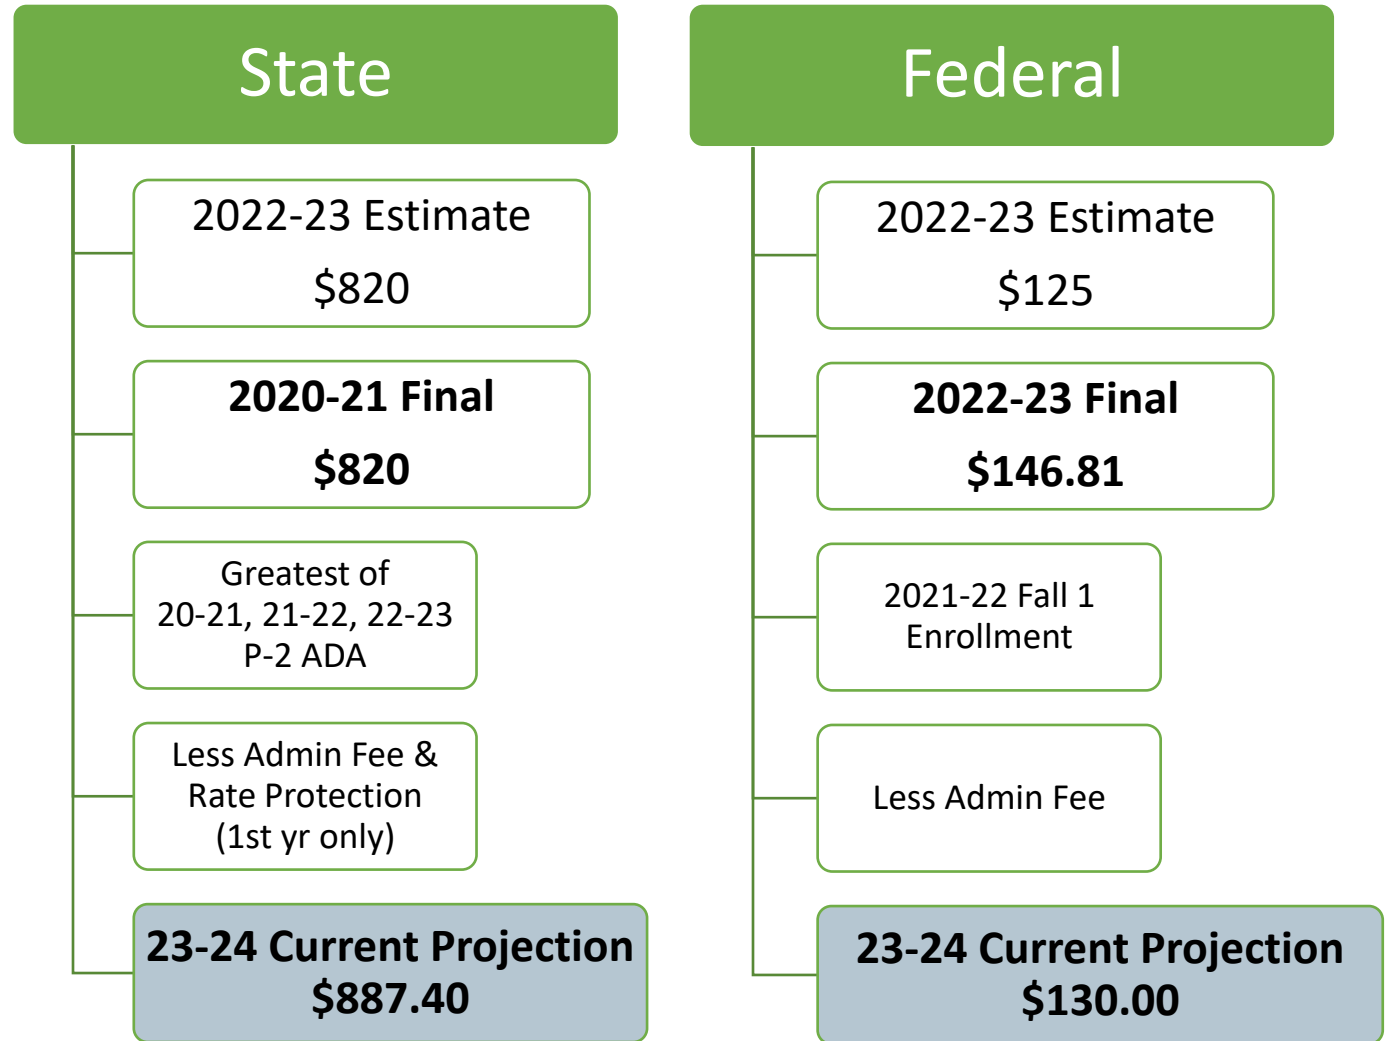 State
2022-23 Estimate
$820
2020-21 Final
$820
Greatest of
20-21, 21-22, 22-23
P-2 ADA
Less Admin Fee &
Rate Protection
(1st yr only)
23-24 Current Projection
$887.40
Federal
2022-23 Estimate
$125
2022-23 Final
$146.81
2021-22 Fall 1
Enrollment
Less Admin Fee
23-24 Current Projection
$130.00